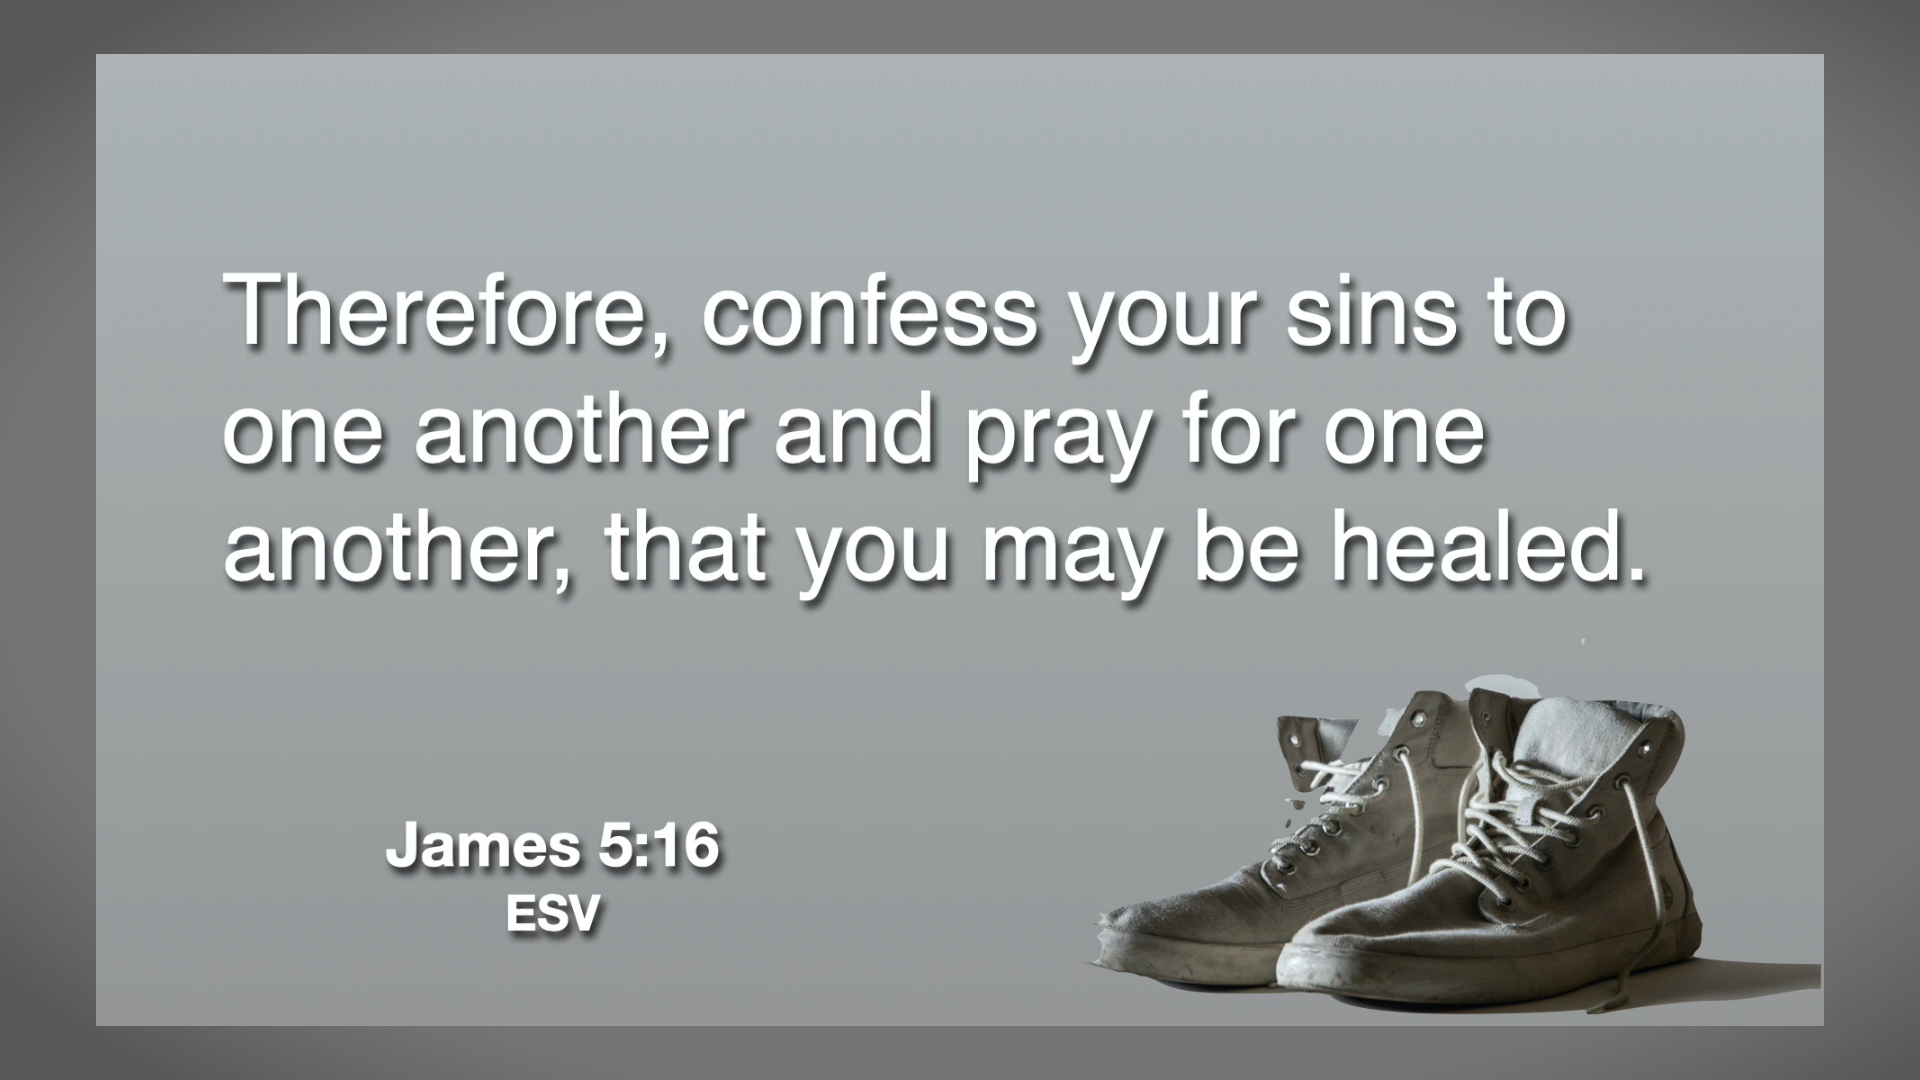 Therefore, confess your sins to
one another and pray for one
another, that you may be healed.
James 5:16
ESV